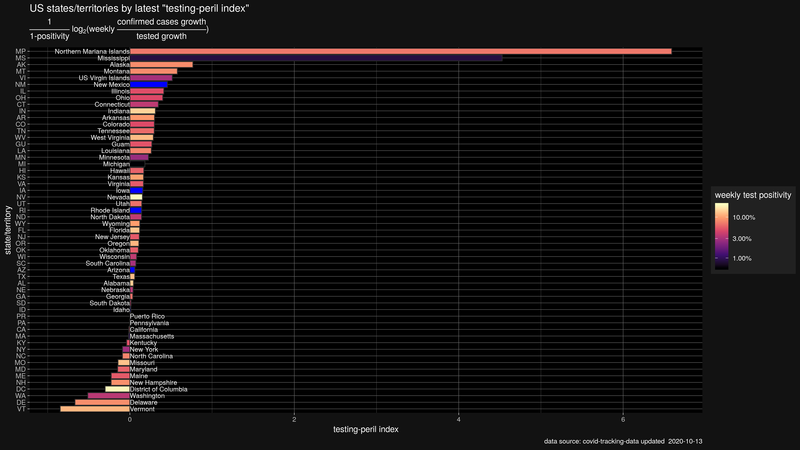 US states/territories by latest "testing-peril index"
1
1-positivity
log2(weekly
confirmed cases growth
tested growth
)
MP Northern Mariana Islands
MS Mississippi
AK Alaska
MT Montana
VI US Virgin Islands
NM New Mexico
IL Illinois
OH Ohio
CT Connecticut
IN Indiana
AR Arkansas
CO Colorado
TN Tennessee
WV West Virginia
GU Guam
LA Louisiana
MN Minnesota
MI Michigan
HI Hawaii
KS Kansas
VA Virginia
IA Iowa
NV Nevada
UT Utah
RI Rhode Island
ND North Dakota
WY Wyoming
FL Florida
NJ New Jersey
OR Oregon
OK Oklahoma
WI Wisconsin
SC South Carolina
AZ Arizona
TX Texas
AL Alabama
NE Nebraska
GA Georgia
SD South Dakota
ID Idaho
PR Puerto Rico
PA Pennsylvania
CA California
MA Massachusetts
KY Kentucky
NY New York
NC North Carolina
MO Missouri
MD Maryland
ME Maine
NH New Hampshire
DC District of Columbia
WA Washington
DE Delaware
VT Vermont
state/territory
0 2 4 6
testing-peril index
weekly test positivity
10.00%
3.00%
1.00%
data source: covid-tracking-data updated 2020-10-13